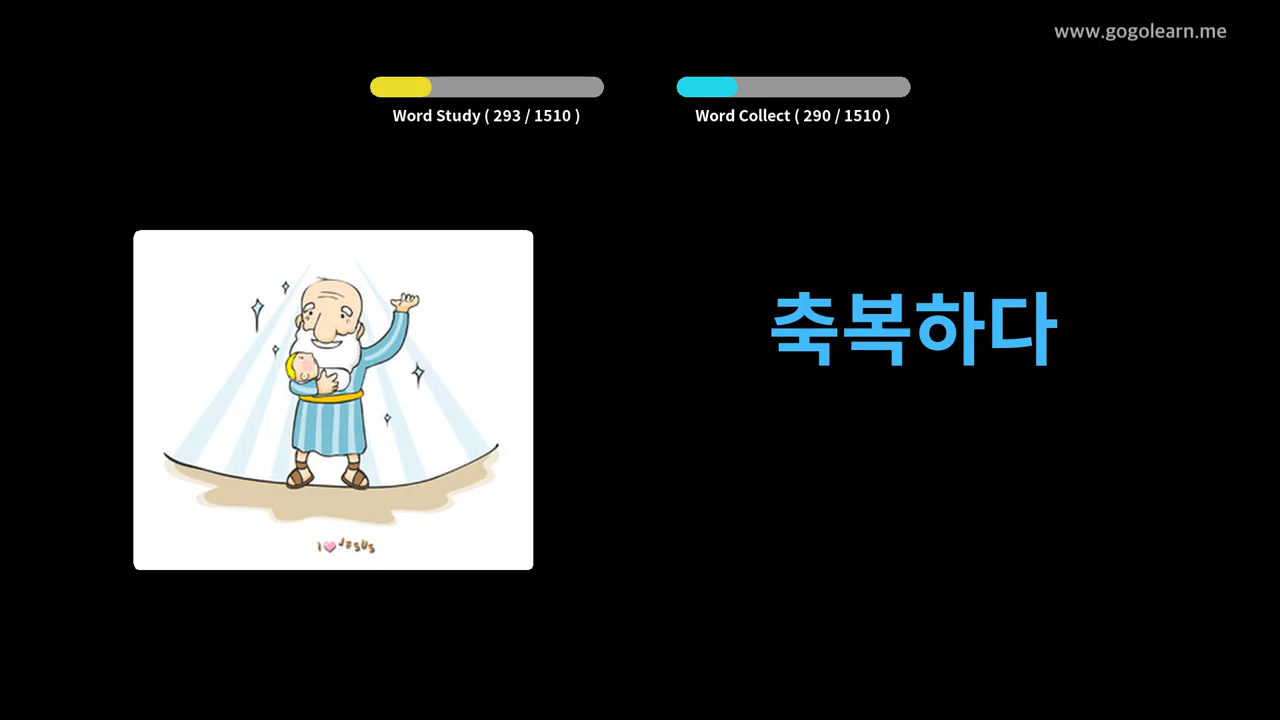 www.gogolearn.me
Word Study ( 293 / 1510 )
Word Collect ( 290 / 1510 )
축복하다
I JESUS